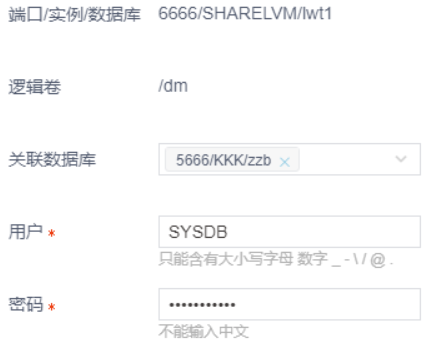 端口/实例/数据库 6666/SHARELVM/lwt1
逻辑卷 /dm
关联数据库 5666/KKK/zzb ×
用户 * SYSDB
只能含有大小写字母 数字 _ - \ / @ .
密码 * •••••••••••
不能输入中文